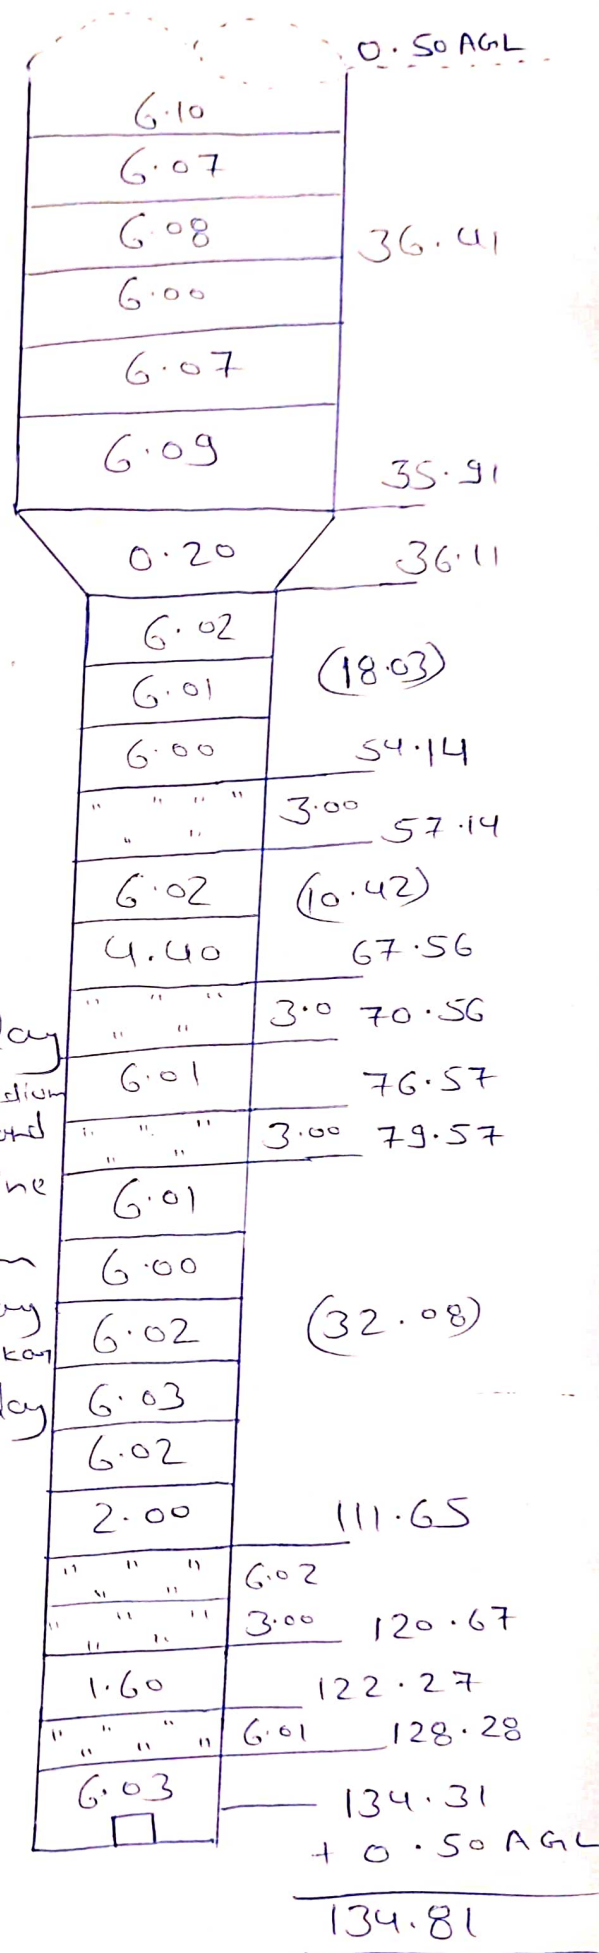 0.50 AGL
6.10
6.07
6.08 36.41
6.00
6.07
6.09
35.91
0.20 36.11
6.02
(18.03)
6.01
6.00 54.14
" " " " 3.00
" " 57.14
6.02 (10.42)
4.40 67.56
" " " 3.0 70.56
" "
6.01 76.57
" " " 3.00 79.57
" "
6.01
6.00
6.02 (32.08)
6.03
6.02
2.00 111.65
" " " 6.02
" "
" " " 3.00 120.67
" "
1.60 122.27
" " " 6.01 128.28
" " "
6.03 134.31
+ 0.50 AGL
134.81